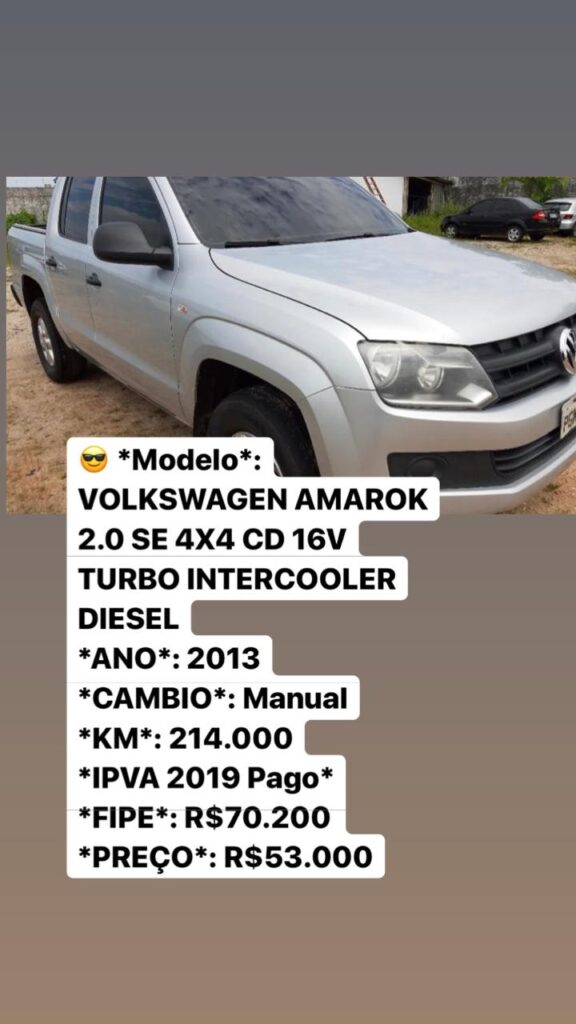 😎 *Modelo*:
VOLKSWAGEN AMAROK
2.0 SE 4X4 CD 16V
TURBO INTERCOOLER
DIESEL
*ANO*: 2013
*CAMBIO*: Manual
*KM*: 214.000
*IPVA 2019 Pago*
*FIPE*: R$70.200
*PREÇO*: R$53.000